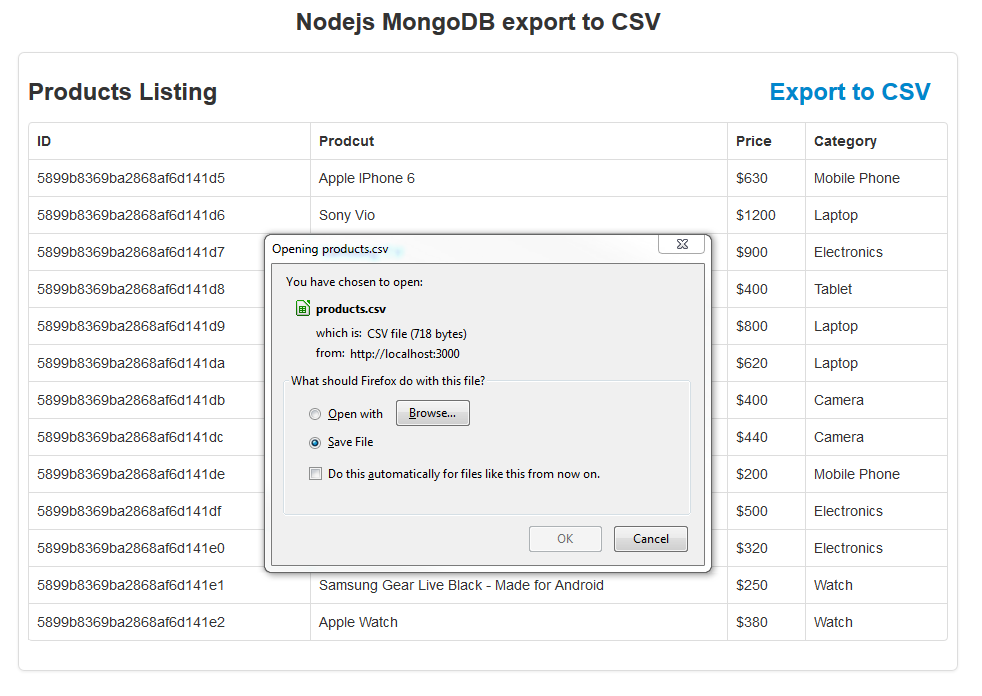 Nodejs MongoDB export to CSV
Products Listing Export to CSV
ID Prodcut Price Category
5899b8369ba2868af6d141d5 Apple IPhone 6 $630 Mobile Phone
5899b8369ba2868af6d141d6 Sony Vio $1200 Laptop
5899b8369ba2868af6d141d7 $900 Electronics
5899b8369ba2868af6d141d8 $400 Tablet
5899b8369ba2868af6d141d9 $800 Laptop
5899b8369ba2868af6d141da $620 Laptop
5899b8369ba2868af6d141db $400 Camera
5899b8369ba2868af6d141dc $440 Camera
5899b8369ba2868af6d141de $200 Mobile Phone
5899b8369ba2868af6d141df $500 Electronics
5899b8369ba2868af6d141e0 $320 Electronics
5899b8369ba2868af6d141e1 Samsung Gear Live Black - Made for Android $250 Watch
5899b8369ba2868af6d141e2 Apple Watch $380 Watch
Opening products.csv
You have chosen to open:
products.csv
which is: CSV file (718 bytes)
from: http://localhost:3000
What should Firefox do with this file?
Open with Browse...
Save File
Do this automatically for files like this from now on.
OK Cancel